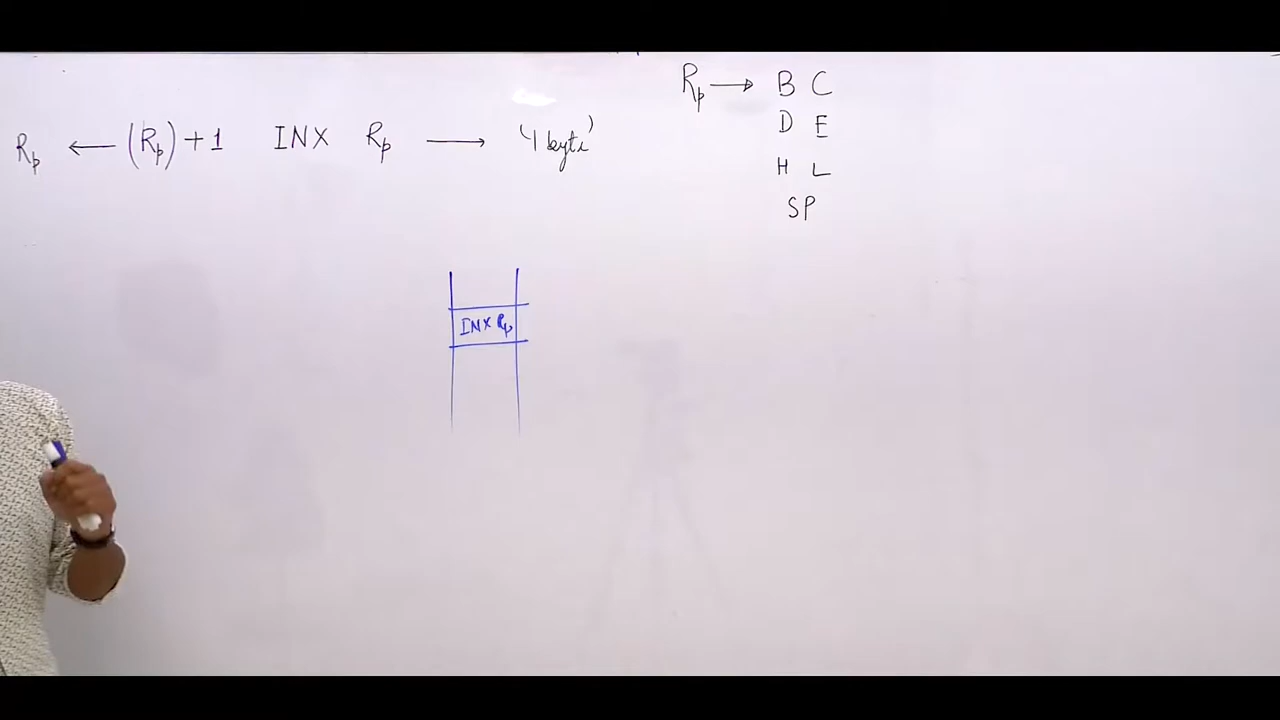 Rp ← (Rp) + 1 INX Rp → (1 byte)
Rp → B C
D E
H L
SP
INX Rp